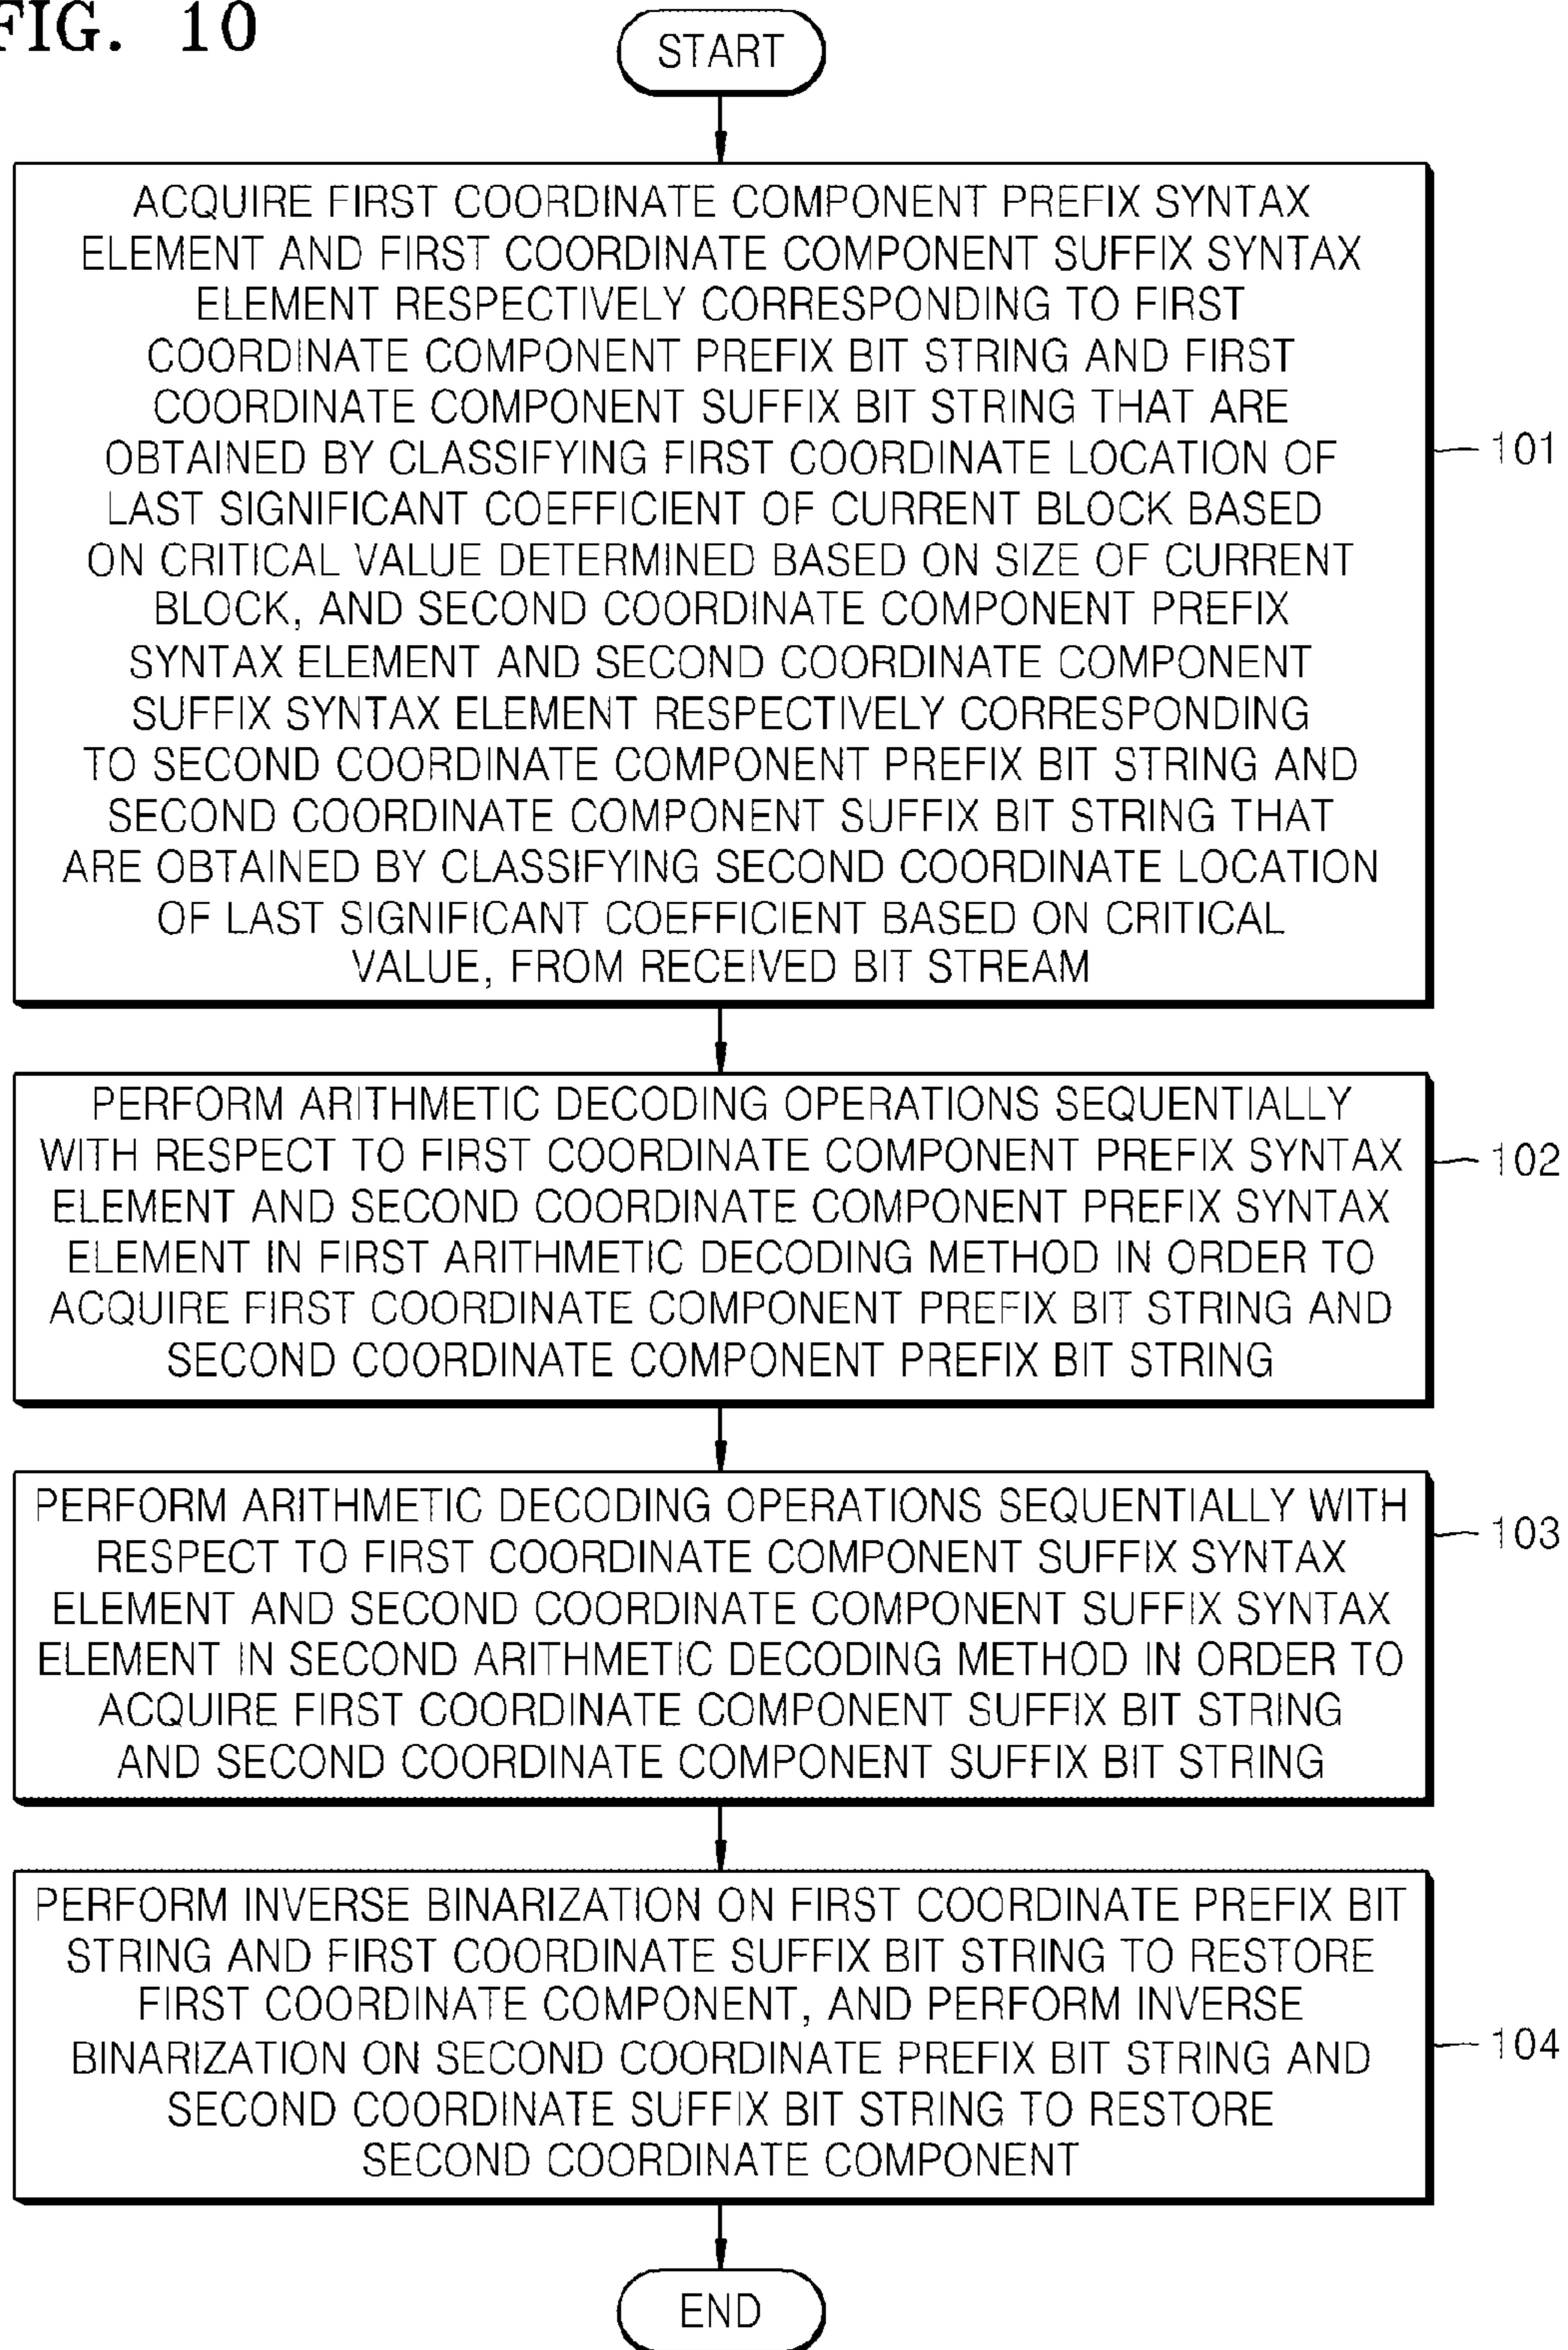 FIG. 10
START
ACQUIRE FIRST COORDINATE COMPONENT PREFIX SYNTAX
ELEMENT AND FIRST COORDINATE COMPONENT SUFFIX SYNTAX
ELEMENT RESPECTIVELY CORRESPONDING TO FIRST
COORDINATE COMPONENT PREFIX BIT STRING AND FIRST
COORDINATE COMPONENT SUFFIX BIT STRING THAT ARE
OBTAINED BY CLASSIFYING FIRST COORDINATE LOCATION OF
LAST SIGNIFICANT COEFFICIENT OF CURRENT BLOCK BASED
ON CRITICAL VALUE DETERMINED BASED ON SIZE OF CURRENT
BLOCK, AND SECOND COORDINATE COMPONENT PREFIX
SYNTAX ELEMENT AND SECOND COORDINATE COMPONENT
SUFFIX SYNTAX ELEMENT RESPECTIVELY CORRESPONDING
TO SECOND COORDINATE COMPONENT PREFIX BIT STRING AND
SECOND COORDINATE COMPONENT SUFFIX BIT STRING THAT
ARE OBTAINED BY CLASSIFYING SECOND COORDINATE LOCATION
OF LAST SIGNIFICANT COEFFICIENT BASED ON CRITICAL
VALUE, FROM RECEIVED BIT STREAM
101
PERFORM ARITHMETIC DECODING OPERATIONS SEQUENTIALLY
WITH RESPECT TO FIRST COORDINATE COMPONENT PREFIX SYNTAX
ELEMENT AND SECOND COORDINATE COMPONENT PREFIX SYNTAX
ELEMENT IN FIRST ARITHMETIC DECODING METHOD IN ORDER TO
ACQUIRE FIRST COORDINATE COMPONENT PREFIX BIT STRING AND
SECOND COORDINATE COMPONENT PREFIX BIT STRING
102
PERFORM ARITHMETIC DECODING OPERATIONS SEQUENTIALLY WITH
RESPECT TO FIRST COORDINATE COMPONENT SUFFIX SYNTAX
ELEMENT AND SECOND COORDINATE COMPONENT SUFFIX SYNTAX
ELEMENT IN SECOND ARITHMETIC DECODING METHOD IN ORDER TO
ACQUIRE FIRST COORDINATE COMPONENT SUFFIX BIT STRING
AND SECOND COORDINATE COMPONENT SUFFIX BIT STRING
103
PERFORM INVERSE BINARIZATION ON FIRST COORDINATE PREFIX BIT
STRING AND FIRST COORDINATE SUFFIX BIT STRING TO RESTORE
FIRST COORDINATE COMPONENT, AND PERFORM INVERSE
BINARIZATION ON SECOND COORDINATE PREFIX BIT STRING AND
SECOND COORDINATE SUFFIX BIT STRING TO RESTORE
SECOND COORDINATE COMPONENT
104
END